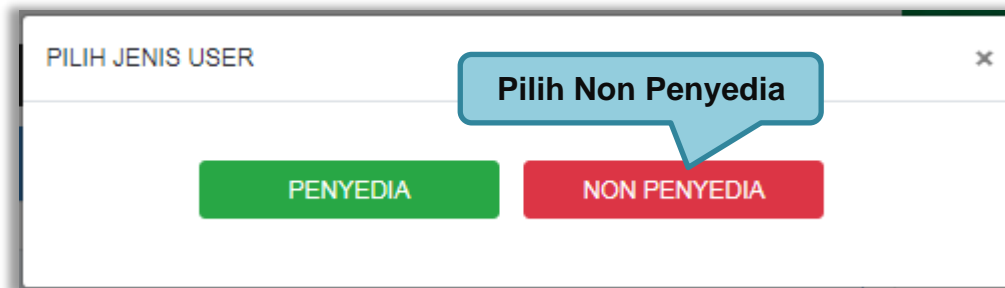 PILIH JENIS USER
×
Pilih Non Penyedia
PENYEDIA
NON PENYEDIA